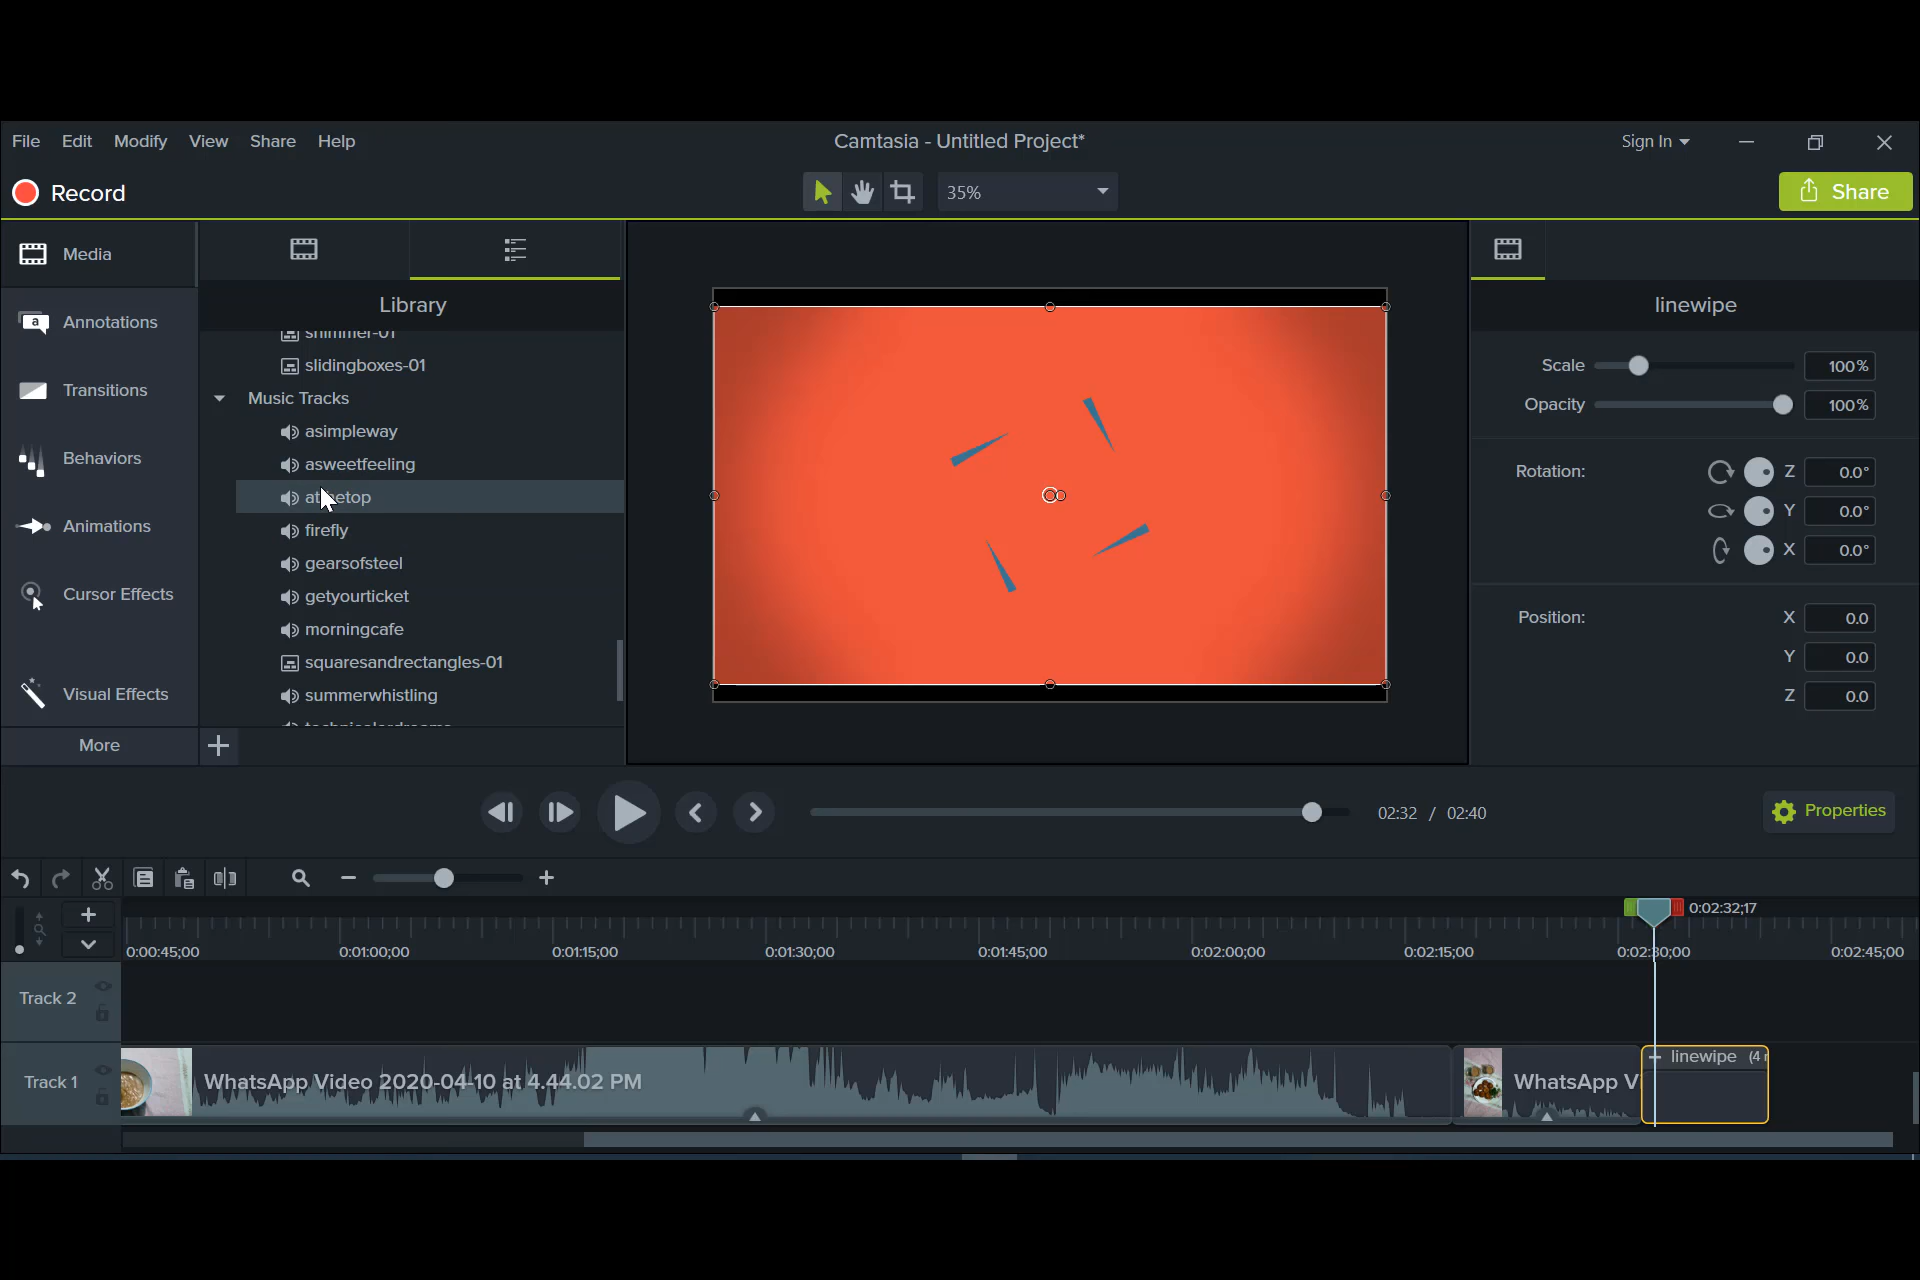 File Edit Modify View Share Help
Camtasia - Untitled Project*
Sign In
Record
35%
Share
Media
Annotations
Transitions
Behaviors
Animations
Cursor Effects
Visual Effects
More
Library
shimmer-01
slidingboxes-01
Music Tracks
asimpleway
asweetfeeling
firefly
gearsofsteel
getyourticket
morningcafe
squaresandrectangles-01
summerwhistling
linewipe
Scale 100%
Opacity 100%
Rotation: Z 0.0°
Y 0.0°
X 0.0°
Position: X 0.0
Y 0.0
Z 0.0
02:32 / 02:40
Properties
0:02:32;17
0:00:45;00 0:01:00;00 0:01:15;00 0:01:30;00 0:01:45;00 0:02:00;00 0:02:15;00 0:02:30;00 0:02:45;00
Track 2
Track 1
WhatsApp Video 2020-04-10 at 4.44.02 PM
WhatsApp V
linewipe (4